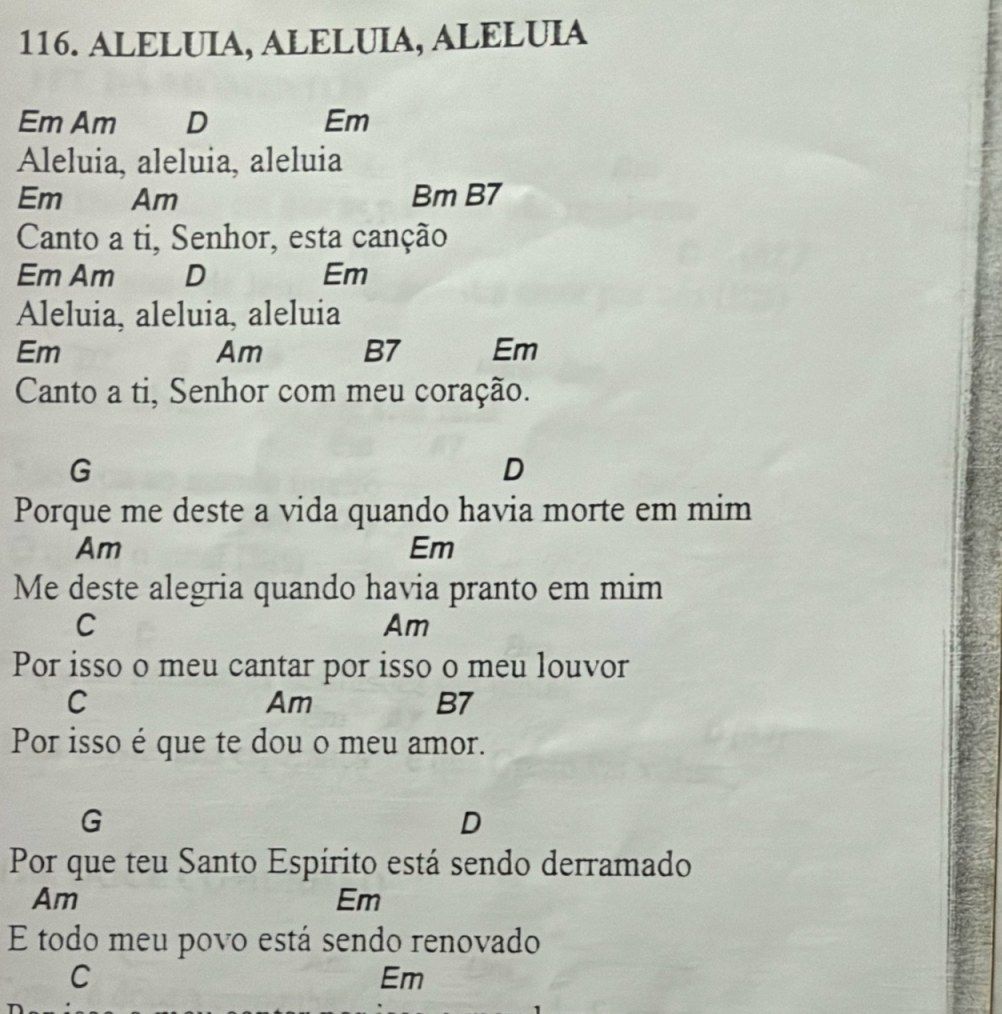 116. ALELUIA, ALELUIA, ALELUIA
Em Am D Em
Aleluia, aleluia, aleluia
Em Am Bm B7
Canto a ti, Senhor, esta canção
Em Am D Em
Aleluia, aleluia, aleluia
Em Am B7 Em
Canto a ti, Senhor com meu coração.
G D
Porque me deste a vida quando havia morte em mim
Am Em
Me deste alegria quando havia pranto em mim
C Am
Por isso o meu cantar por isso o meu louvor
C Am B7
Por isso é que te dou o meu amor.
G D
Por que teu Santo Espírito está sendo derramado
Am Em
E todo meu povo está sendo renovado
C Em